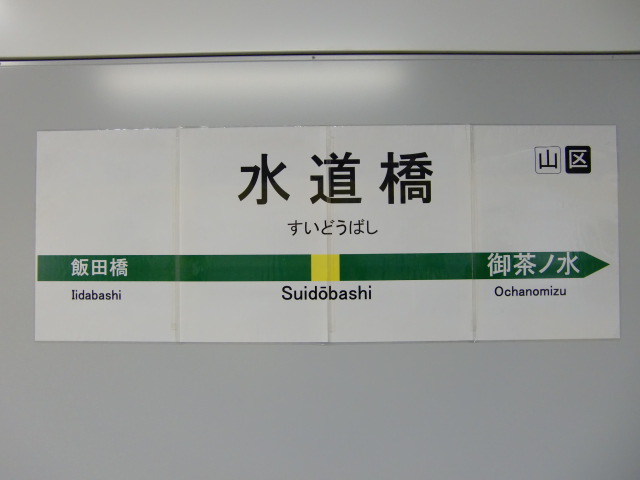 水道橋
山 区
すいどうばし
飯田橋 御茶ノ水
Iidabashi Suidōbashi Ochanomizu